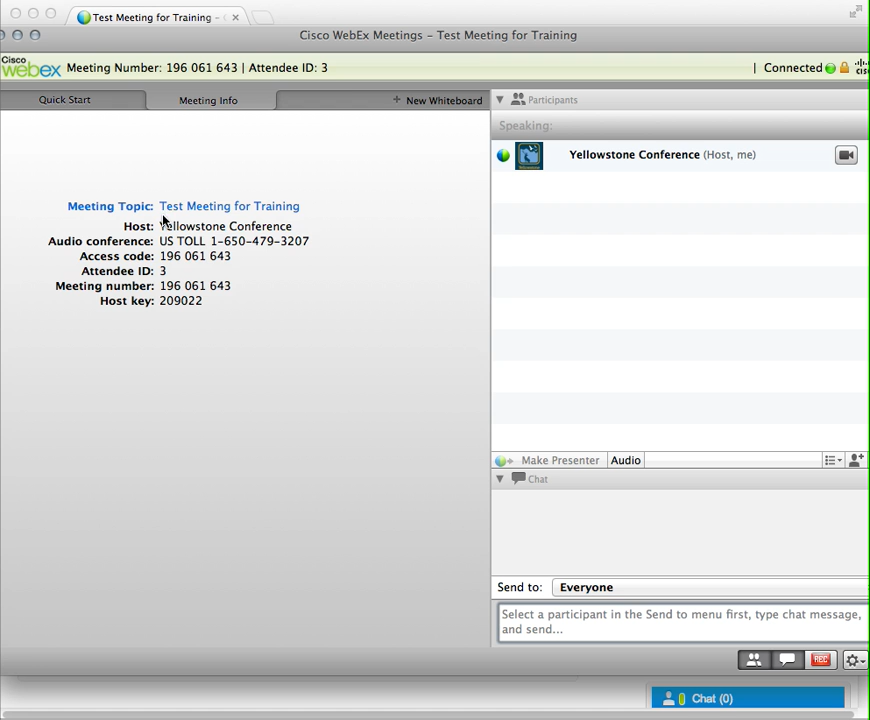 Test Meeting for Training -
Cisco WebEx Meetings - Test Meeting for Training
Cisco webex Meeting Number: 196 061 643 | Attendee ID: 3
| Connected
Quick Start
Meeting Info
+ New Whiteboard
Meeting Topic: Test Meeting for Training
Host: Yellowstone Conference
Audio conference: US TOLL 1-650-479-3207
Access code: 196 061 643
Attendee ID: 3
Meeting number: 196 061 643
Host key: 209022
Participants
Speaking:
Yellowstone Conference (Host, me)
Make Presenter
Audio
Chat
Send to: Everyone
Select a participant in the Send to menu first, type chat message,
and send...
REC
Chat (0)